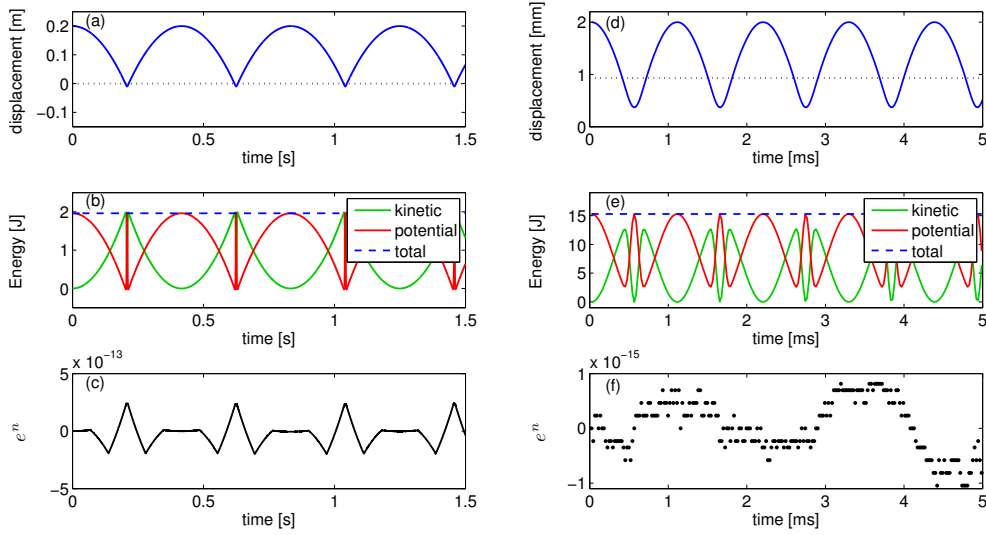 (a)
displacement [m]
0.2
0.1
0
−0.1
0 0.5 1 1.5
time [s]
(d)
displacement [mm]
2
1
0
0 1 2 3 4 5
time [ms]
(b)
Energy [J]
2
1
0
kinetic
potential
total
0 0.5 1 1.5
time [s]
(e)
Energy [J]
15
10
5
0
kinetic
potential
total
0 1 2 3 4 5
time [ms]
x 10⁻¹³
(c)
eⁿ
5
0
−5
0 0.5 1 1.5
time [s]
x 10⁻¹⁵
(f)
eⁿ
1
0
−1
0 1 2 3 4 5
time [ms]